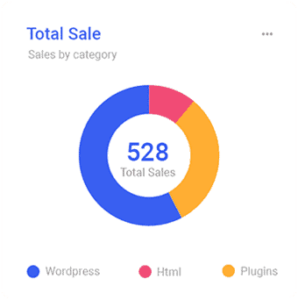 Total Sale
Sales by category
528
Total Sales
Wordpress
Html
Plugins